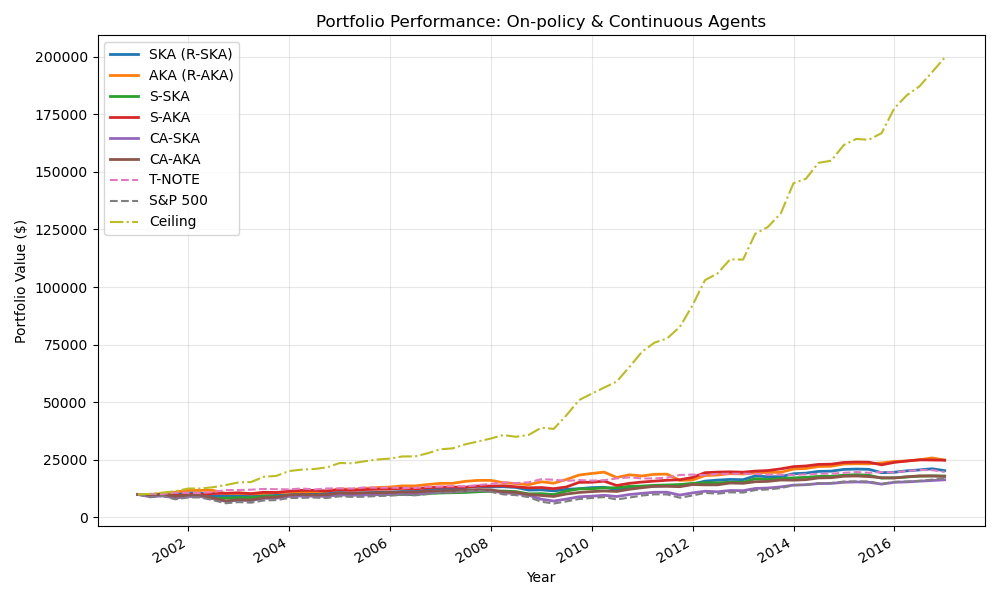 Portfolio Performance: On-policy & Continuous Agents
SKA (R-SKA)
AKA (R-AKA)
S-SKA
S-AKA
CA-SKA
CA-AKA
T-NOTE
S&P 500
Ceiling
200000
175000
150000
125000
100000
75000
50000
25000
0
Portfolio Value ($)
2002
2004
2006
2008
2010
2012
2014
2016
Year